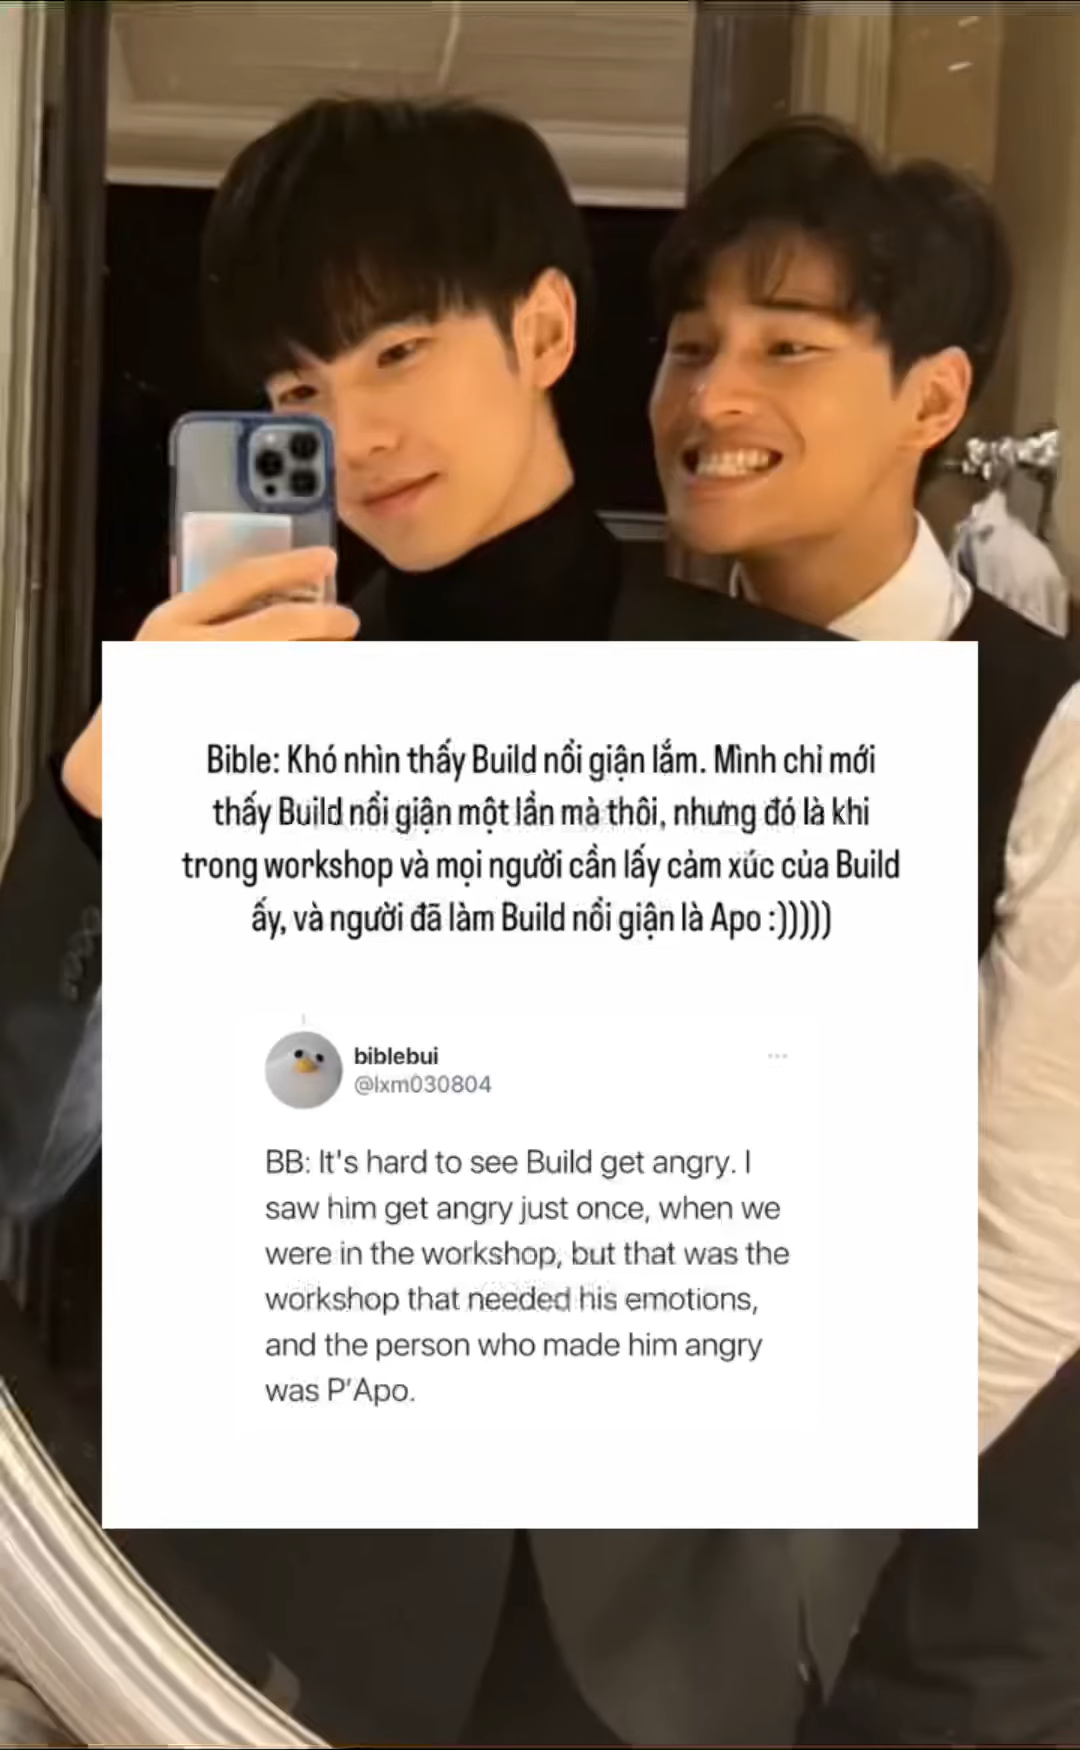 Bible: Khó nhìn thấy Build nổi giận lắm. Mình chỉ mới
thấy Build nổi giận một lần mà thôi, nhưng đó là khi
trong workshop và mọi người cần lấy cảm xúc của Build
ấy, và người đã làm Build nổi giận là Apo :)))))
biblebui
@lxm030804
BB: It's hard to see Build get angry. I
saw him get angry just once, when we
were in the workshop, but that was the
workshop that needed his emotions,
and the person who made him angry
was P'Apo.